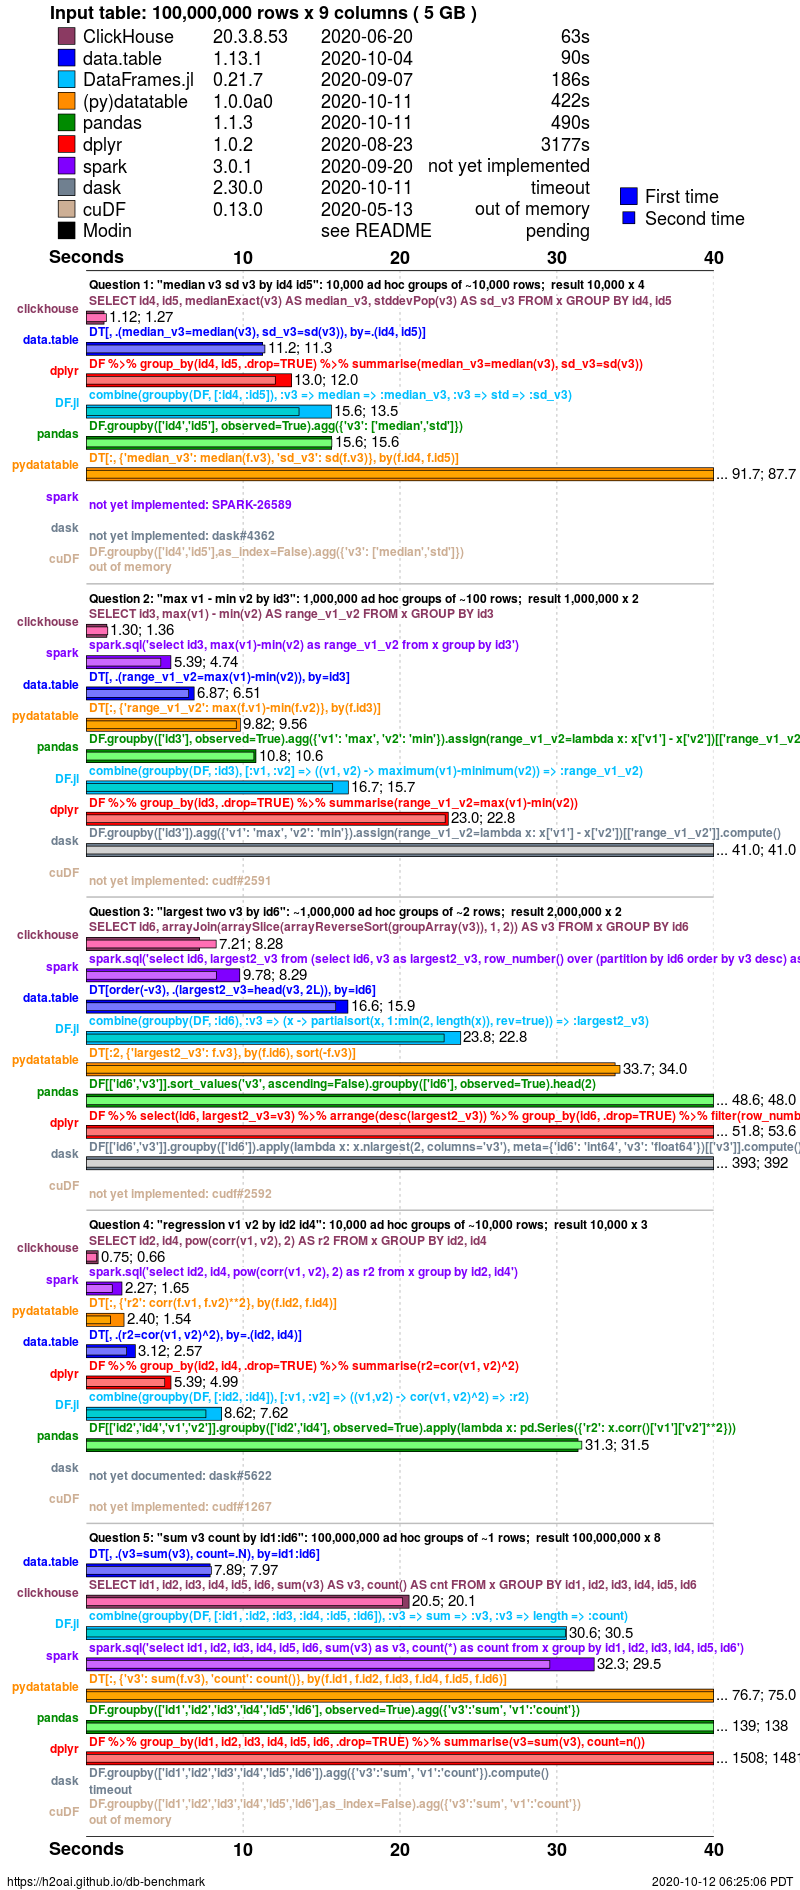 Input table: 100,000,000 rows x 9 columns ( 5 GB )
ClickHouse 20.3.8.53 2020-06-20 63s
data.table 1.13.1 2020-10-04 90s
DataFrames.jl 0.21.7 2020-09-07 186s
(py)datatable 1.0.0a0 2020-10-11 422s
pandas 1.1.3 2020-10-11 490s
dplyr 1.0.2 2020-08-23 3177s
spark 3.0.1 2020-09-20 not yet implemented
dask 2.30.0 2020-10-11 timeout
cuDF 0.13.0 2020-05-13 out of memory
Modin see README pending
First time
Second time
Seconds 10 20 30 40
Question 1: "median v3 sd v3 by id4 id5": 10,000 ad hoc groups of ~10,000 rows; result 10,000 x 4
SELECT id4, id5, medianExact(v3) AS median_v3, stddevPop(v3) AS sd_v3 FROM x GROUP BY id4, id5
clickhouse 1.12; 1.27
DT[, .(median_v3=median(v3), sd_v3=sd(v3)), by=.(id4, id5)]
data.table 11.2; 11.3
DF %>% group_by(id4, id5, .drop=TRUE) %>% summarise(median_v3=median(v3), sd_v3=sd(v3))
dplyr 13.0; 12.0
combine(groupby(DF, [:id4, :id5]), :v3 => median => :median_v3, :v3 => std => :sd_v3)
DF.jl 15.6; 13.5
DF.groupby(['id4','id5'], observed=True).agg({'v3': ['median','std']})
pandas 15.6; 15.6
DT[:, {'median_v3': median(f.v3), 'sd_v3': sd(f.v3)}, by(f.id4, f.id5)]
pydatatable ... 91.7; 87.7
spark not yet implemented: SPARK-26589
dask not yet implemented: dask#4362
DF.groupby(['id4','id5'],as_index=False).agg({'v3': ['median','std']})
cuDF out of memory
Question 2: "max v1 - min v2 by id3": 1,000,000 ad hoc groups of ~100 rows; result 1,000,000 x 2
SELECT id3, max(v1) - min(v2) AS range_v1_v2 FROM x GROUP BY id3
clickhouse 1.30; 1.36
spark.sql('select id3, max(v1)-min(v2) as range_v1_v2 from x group by id3')
spark 5.39; 4.74
DT[, .(range_v1_v2=max(v1)-min(v2)), by=id3]
data.table 6.87; 6.51
DT[:, {'range_v1_v2': max(f.v1)-min(f.v2)}, by(f.id3)]
pydatatable 9.82; 9.56
DF.groupby(['id3'], observed=True).agg({'v1': 'max', 'v2': 'min'}).assign(range_v1_v2=lambda x: x['v1'] - x['v2'])[['range_v1_v2
pandas 10.8; 10.6
combine(groupby(DF, :id3), [:v1, :v2] => ((v1, v2) -> maximum(v1)-minimum(v2)) => :range_v1_v2)
DF.jl 16.7; 15.7
DF %>% group_by(id3, .drop=TRUE) %>% summarise(range_v1_v2=max(v1)-min(v2))
dplyr 23.0; 22.8
DF.groupby(['id3']).agg({'v1': 'max', 'v2': 'min'}).assign(range_v1_v2=lambda x: x['v1'] - x['v2'])[['range_v1_v2']].compute()
dask ... 41.0; 41.0
cuDF not yet implemented: cudf#2591
Question 3: "largest two v3 by id6": ~1,000,000 ad hoc groups of ~2 rows; result 2,000,000 x 2
SELECT id6, arrayJoin(arraySlice(arrayReverseSort(groupArray(v3)), 1, 2)) AS v3 FROM x GROUP BY id6
clickhouse 7.21; 8.28
spark.sql('select id6, largest2_v3 from (select id6, v3 as largest2_v3, row_number() over (partition by id6 order by v3 desc) as
spark 9.78; 8.29
DT[order(-v3), .(largest2_v3=head(v3, 2L)), by=id6]
data.table 16.6; 15.9
combine(groupby(DF, :id6), :v3 => (x -> partialsort(x, 1:min(2, length(x)), rev=true)) => :largest2_v3)
DF.jl 23.8; 22.8
DT[:2, {'largest2_v3': f.v3}, by(f.id6), sort(-f.v3)]
pydatatable 33.7; 34.0
DF[['id6','v3']].sort_values('v3', ascending=False).groupby(['id6'], observed=True).head(2)
pandas ... 48.6; 48.0
DF %>% select(id6, largest2_v3=v3) %>% arrange(desc(largest2_v3)) %>% group_by(id6, .drop=TRUE) %>% filter(row_numb
dplyr ... 51.8; 53.6
DF[['id6','v3']].groupby(['id6']).apply(lambda x: x.nlargest(2, columns='v3'), meta={'id6': 'int64', 'v3': 'float64'})[['v3']].compute()
dask ... 393; 392
cuDF not yet implemented: cudf#2592
Question 4: "regression v1 v2 by id2 id4": 10,000 ad hoc groups of ~10,000 rows; result 10,000 x 3
SELECT id2, id4, pow(corr(v1, v2), 2) AS r2 FROM x GROUP BY id2, id4
clickhouse 0.75; 0.66
spark.sql('select id2, id4, pow(corr(v1, v2), 2) as r2 from x group by id2, id4')
spark 2.27; 1.65
DT[:, {'r2': corr(f.v1, f.v2)**2}, by(f.id2, f.id4)]
pydatatable 2.40; 1.54
DT[, .(r2=cor(v1, v2)^2), by=.(id2, id4)]
data.table 3.12; 2.57
DF %>% group_by(id2, id4, .drop=TRUE) %>% summarise(r2=cor(v1, v2)^2)
dplyr 5.39; 4.99
combine(groupby(DF, [:id2, :id4]), [:v1, :v2] => ((v1,v2) -> cor(v1, v2)^2) => :r2)
DF.jl 8.62; 7.62
DF[['id2','id4','v1','v2']].groupby(['id2','id4'], observed=True).apply(lambda x: pd.Series({'r2': x.corr()['v1']['v2']**2}))
pandas 31.3; 31.5
dask not yet documented: dask#5622
cuDF not yet implemented: cudf#1267
Question 5: "sum v3 count by id1:id6": 100,000,000 ad hoc groups of ~1 rows; result 100,000,000 x 8
DT[, .(v3=sum(v3), count=.N), by=id1:id6]
data.table 7.89; 7.97
SELECT id1, id2, id3, id4, id5, id6, sum(v3) AS v3, count() AS cnt FROM x GROUP BY id1, id2, id3, id4, id5, id6
clickhouse 20.5; 20.1
combine(groupby(DF, [:id1, :id2, :id3, :id4, :id5, :id6]), :v3 => sum => :v3, :v3 => length => :count)
DF.jl 30.6; 30.5
spark.sql('select id1, id2, id3, id4, id5, id6, sum(v3) as v3, count(*) as count from x group by id1, id2, id3, id4, id5, id6')
spark 32.3; 29.5
DT[:, {'v3': sum(f.v3), 'count': count()}, by(f.id1, f.id2, f.id3, f.id4, f.id5, f.id6)]
pydatatable ... 76.7; 75.0
DF.groupby(['id1','id2','id3','id4','id5','id6'], observed=True).agg({'v3':'sum', 'v1':'count'})
pandas ... 139; 138
DF %>% group_by(id1, id2, id3, id4, id5, id6, .drop=TRUE) %>% summarise(v3=sum(v3), count=n())
dplyr ... 1508; 1481
DF.groupby(['id1','id2','id3','id4','id5','id6']).agg({'v3':'sum', 'v1':'count'}).compute()
dask timeout
DF.groupby(['id1','id2','id3','id4','id5','id6'],as_index=False).agg({'v3':'sum', 'v1':'count'})
cuDF out of memory
Seconds 10 20 30 40
https://h2oai.github.io/db-benchmark 2020-10-12 06:25:06 PDT